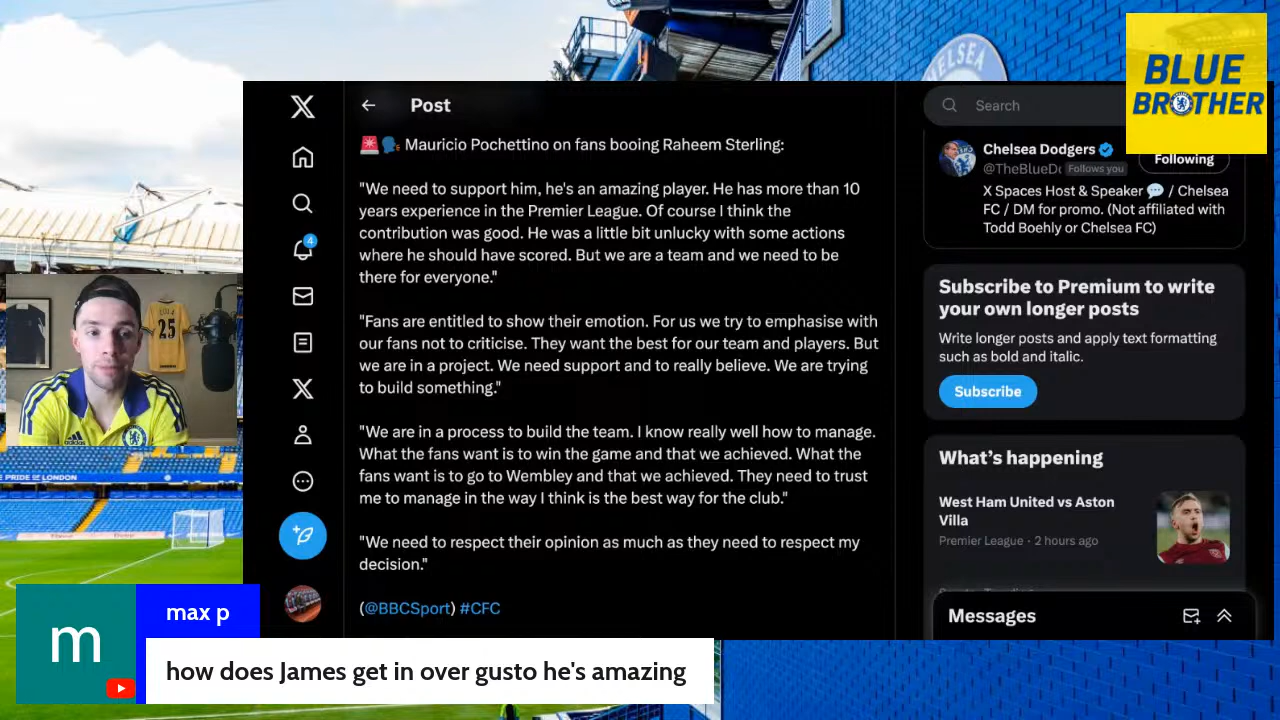 CHELSEA
BLUE
BROTHER
Post
Search
🚨🗣️ Mauricio Pochettino on fans booing Raheem Sterling:
"We need to support him, he's an amazing player. He has more than 10
years experience in the Premier League. Of course I think the
contribution was good. He was a little bit unlucky with some actions
where he should have scored. But we are a team and we need to be
there for everyone."
"Fans are entitled to show their emotion. For us we try to emphasise with
our fans not to criticise. They want the best for our team and players. But
we are in a project. We need support and to really believe. We are trying
to build something."
"We are in a process to build the team. I know really well how to manage.
What the fans want is to win the game and that we achieved. What the
fans want is to go to Wembley and that we achieved. They need to trust
me to manage in the way I think is the best way for the club."
"We need to respect their opinion as much as they need to respect my
decision."
(@BBCSport) #CFC
4
Chelsea Dodgers
@TheBlueD Follows you
Following
X Spaces Host & Speaker 💬 / Chelsea
FC / DM for promo. (Not affiliated with
Todd Boehly or Chelsea FC)
Subscribe to Premium to write
your own longer posts
Write longer posts and apply text formatting
such as bold and italic.
Subscribe
What's happening
West Ham United vs Aston
Villa
Premier League · 2 hours ago
Messages
25
adidas
PRIDE OF LONDON
m
max p
how does James get in over gusto he's amazing